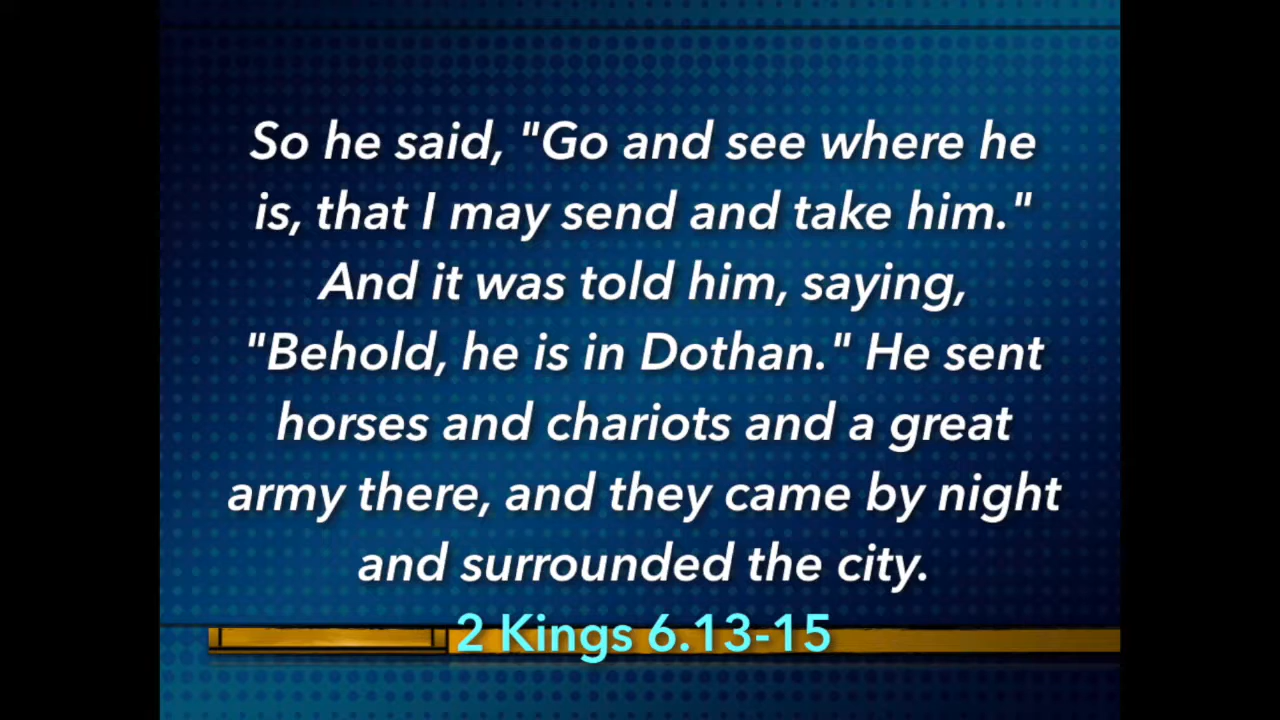 So he said, "Go and see where he
is, that I may send and take him."
And it was told him, saying,
"Behold, he is in Dothan." He sent
horses and chariots and a great
army there, and they came by night
and surrounded the city.
2 Kings 6.13-15